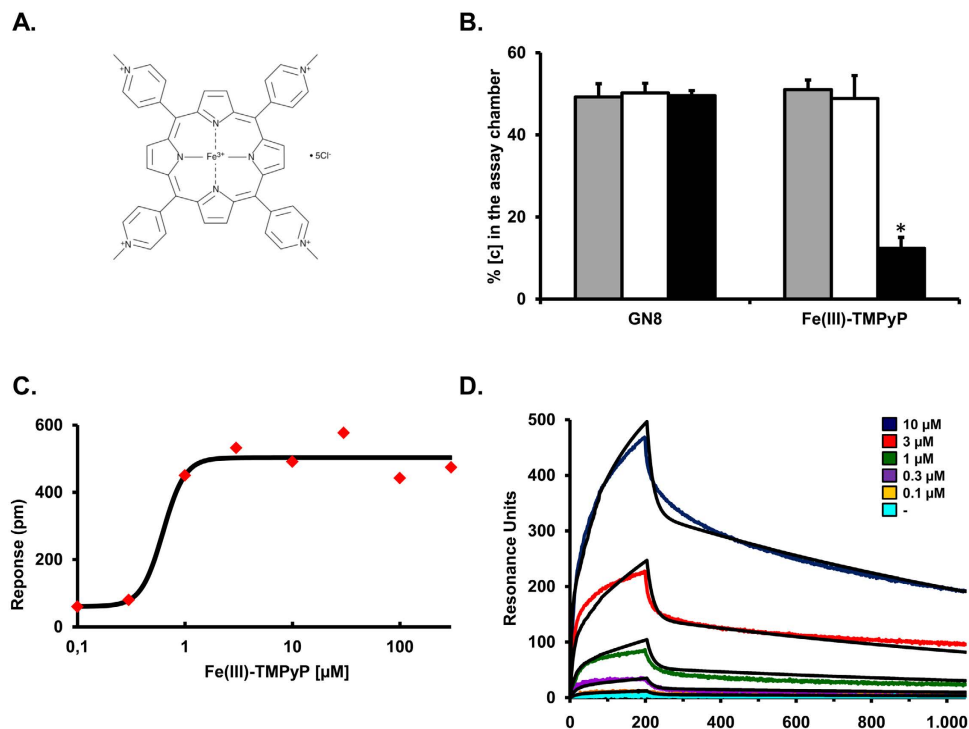 A.
N⁺
⁺N
N
N
Fe³⁺
N
N
• 5Cl⁻
N⁺
⁺N
B.
% [c] in the assay chamber
60
40
20
0
*
GN8
Fe(III)-TMPyP
C.
Reponse (pm)
600
400
200
0
0,1
1
10
100
Fe(III)-TMPyP [µM]
D.
Resonance Units
500
400
300
200
100
0
10 µM
3 µM
1 µM
0.3 µM
0.1 µM
-
0
200
400
600
800
1.000